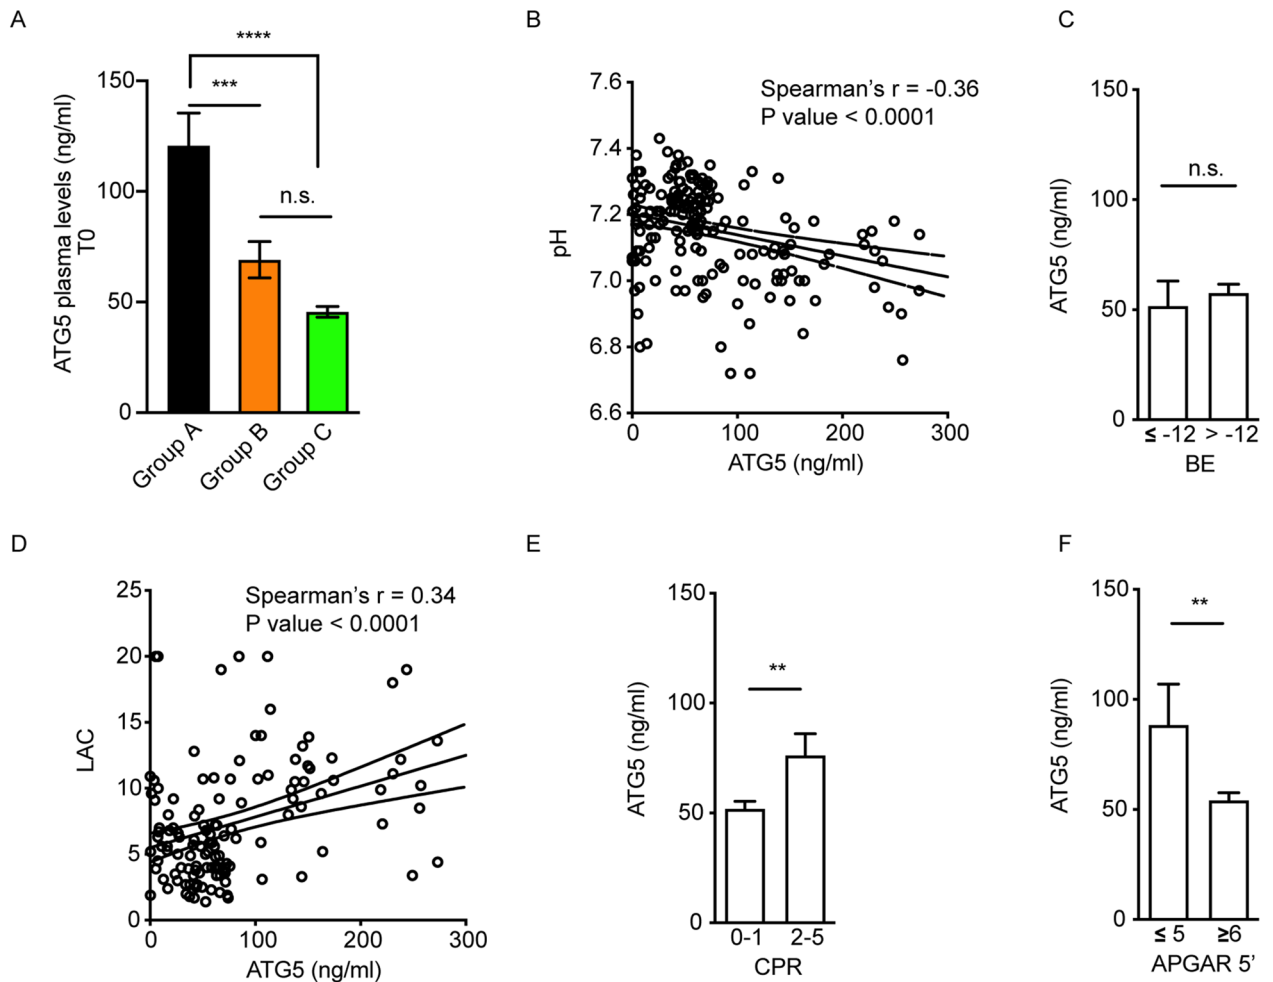 A
****
***
n.s.
ATG5 plasma levels (ng/ml)
T0
150
100
50
0
Group A
Group B
Group C
B
Spearman's r = -0.36
P value < 0.0001
pH
7.6
7.4
7.2
7.0
6.8
6.6
0
100
200
300
ATG5 (ng/ml)
C
n.s.
ATG5 (ng/ml)
150
100
50
0
≤ -12 > -12
BE
D
Spearman's r = 0.34
P value < 0.0001
LAC
25
20
15
10
5
0
0
100
200
300
ATG5 (ng/ml)
E
**
ATG5 (ng/ml)
150
100
50
0
0-1 2-5
CPR
F
**
ATG5 (ng/ml)
150
100
50
0
≤ 5 ≥6
APGAR 5'